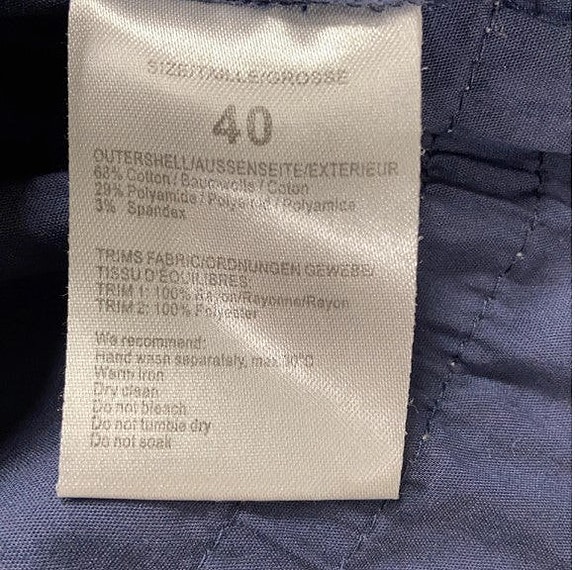 SIZE/TAILLE/GRÖSSE
40
OUTERSHELL/AUSSENSEITE/EXTERIEUR
68% Cotton / Baumwolle / Coton
29% Polyamide / Polyamid / Polyamide
3% Spandex
TRIMS FABRIC/ORDNUNGEN GEWEBE/
TISSU D'EQUILIBRES:
TRIM 1: 100% Rayon/Rayonne/Rayon
TRIM 2: 100% Polyester
We recommend:
Hand wash separately, max 30°C
Warm Iron
Dry clean
Do not bleach
Do not tumble dry
Do not soak